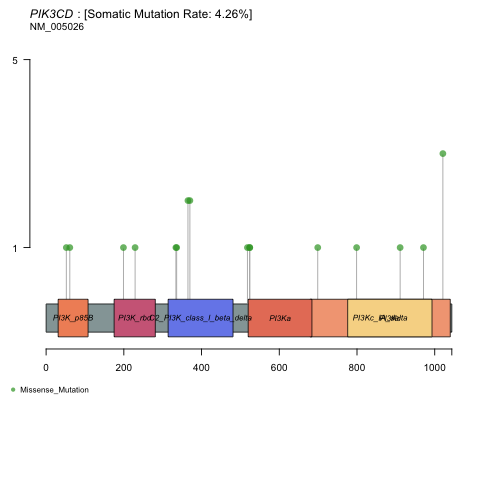 PIK3CD : [Somatic Mutation Rate: 4.26%]
NM_005026
5
1
PI3K_p85B
PI3K_rbd
C2_PI3K_class_I_beta_delta
PI3Ka
0
200
400
600
800
1000
Missense_Mutation